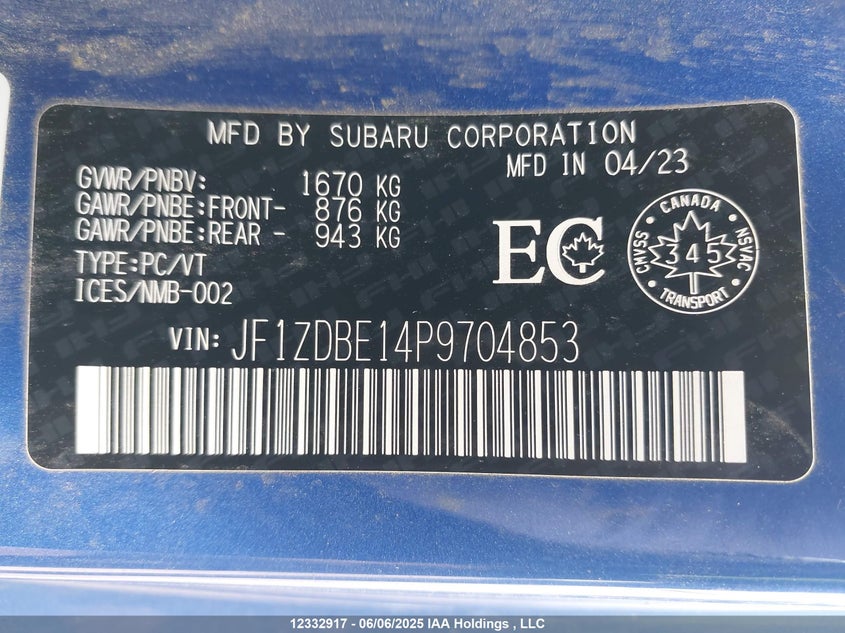 MFD BY SUBARU CORPORATION
MFD IN 04/23
GVWR/PNBV: 1670 KG
GAWR/PNBE:FRONT- 876 KG
GAWR/PNBE:REAR - 943 KG
TYPE:PC/VT
ICES/NMB-002
EC
CANADA
CMVSS 345 NSVAC
TRANSPORT
VIN: JF1ZDBE14P9704853
12332917 - 06/06/2025 IAA Holdings , LLC